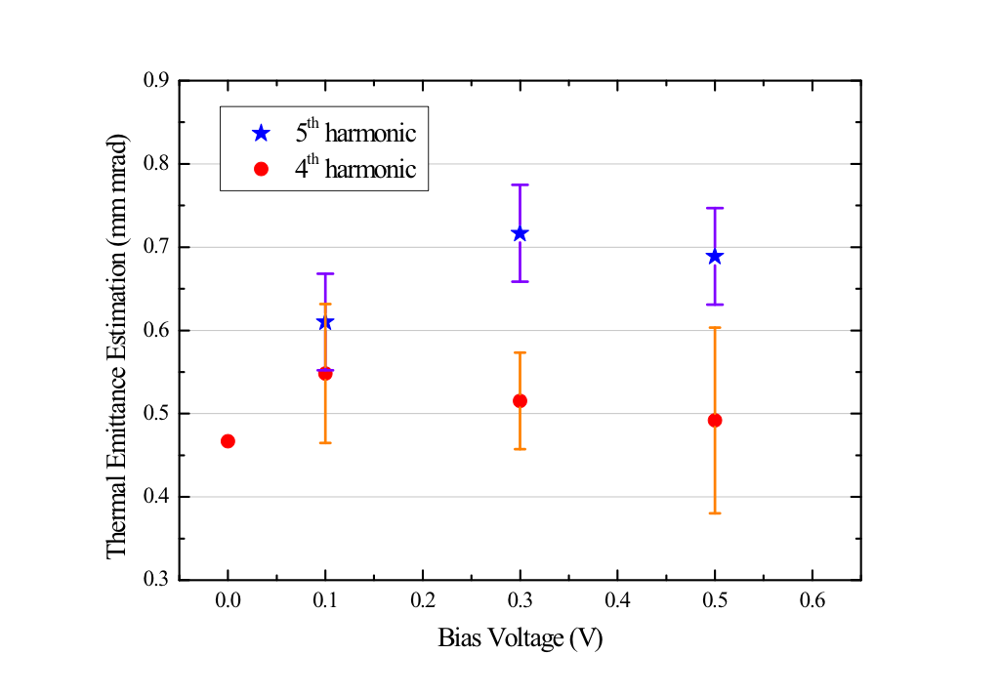 0.9
0.8
0.7
0.6
0.5
0.4
0.3
Thermal Emittance Estimation (mm mrad)
5th harmonic
4th harmonic
0.0 0.1 0.2 0.3 0.4 0.5 0.6
Bias Voltage (V)